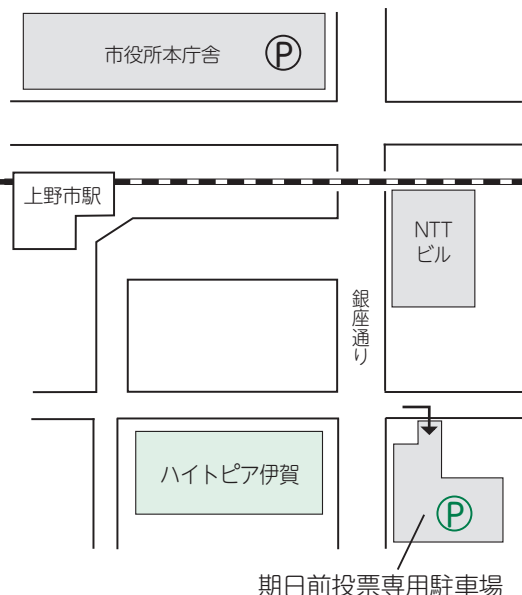 市役所本庁舎
P
上野市駅
NTT
ビル
銀座通り
ハイトピア伊賀
P
期日前投票専用駐車場